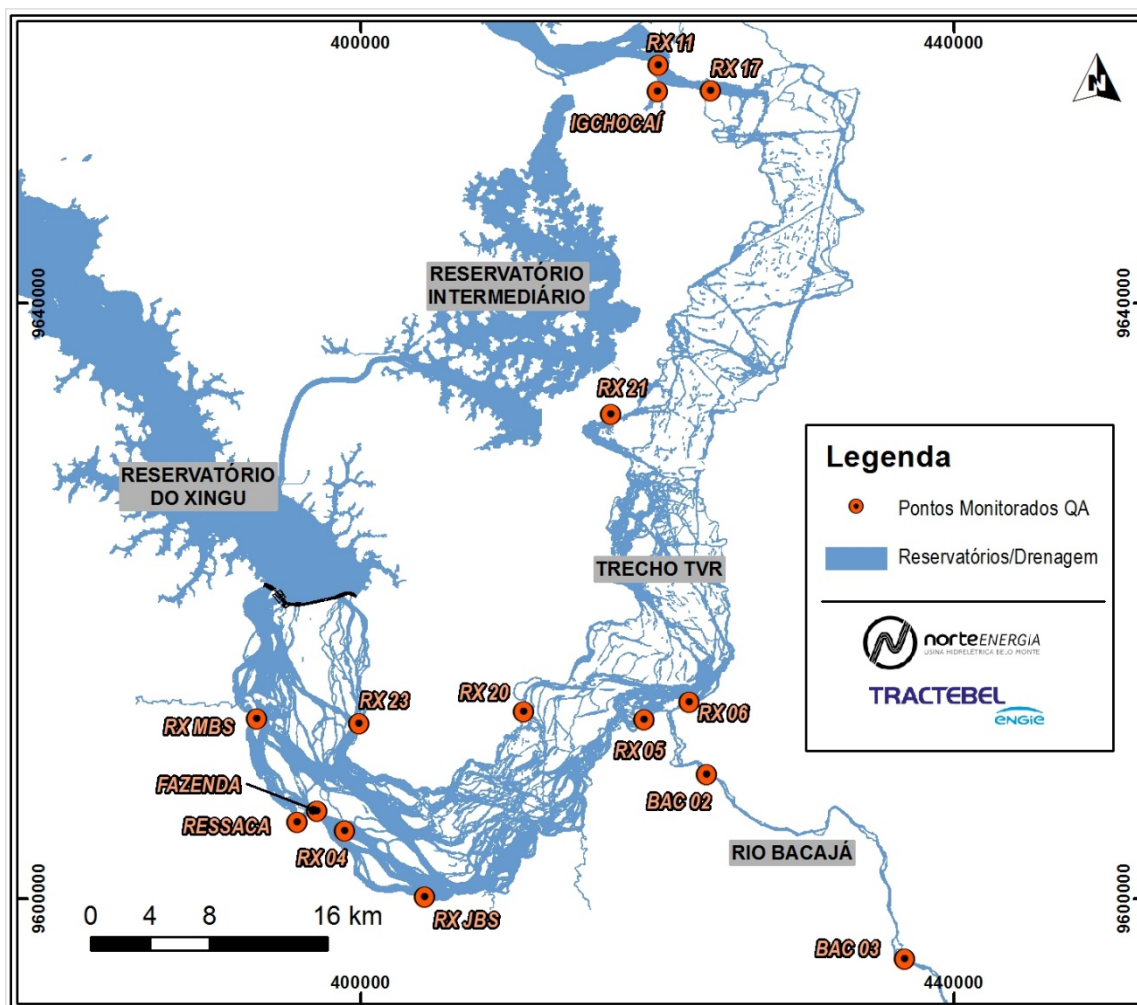 400000
440000
RX 11
RX 17
IGCHOCAÍ
N
RESERVATÓRIO
INTERMEDIÁRIO
9640000
9640000
RX 21
RESERVATÓRIO
DO XINGU
Legenda
Pontos Monitorados QA
Reservatórios/Drenagem
norteENERGIA
USINA HIDRELÉTRICA BELO MONTE
TRACTEBEL
ENGIE
TRECHO TVR
RX 20
RX 23
RX MBS
RX 06
RX 05
FAZENDA
BAC 02
RESSACA
RX 04
RIO BACAJÁ
9600000
9600000
0 4 8 16 km
RX JBS
BAC 03
400000
440000